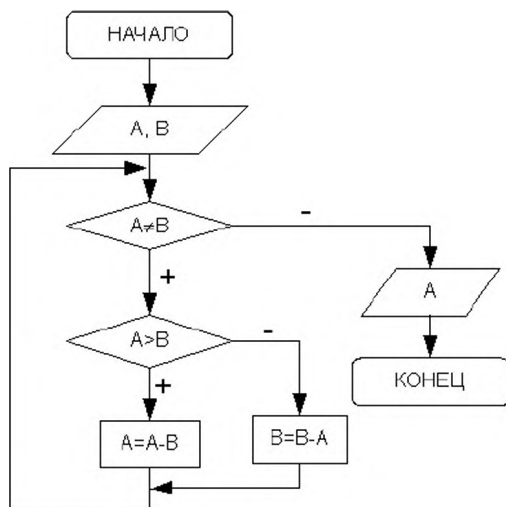 НАЧАЛО
A, B
A≠B
-
+
A
A>B
-
+
КОНЕЦ
A=A-B
B=B-A